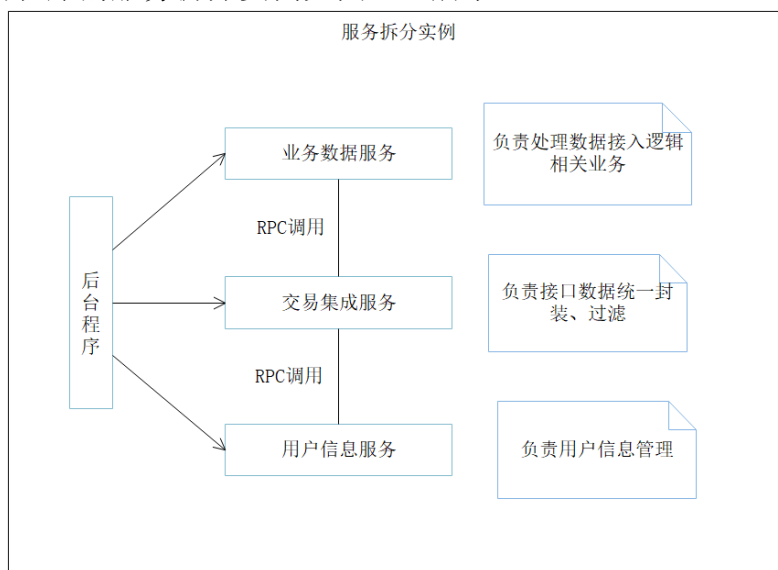 服务拆分实例
业务数据服务
负责处理数据接入逻辑
相关业务
RPC调用
后台程序
交易集成服务
负责接口数据统一封
装、过滤
RPC调用
用户信息服务
负责用户信息管理